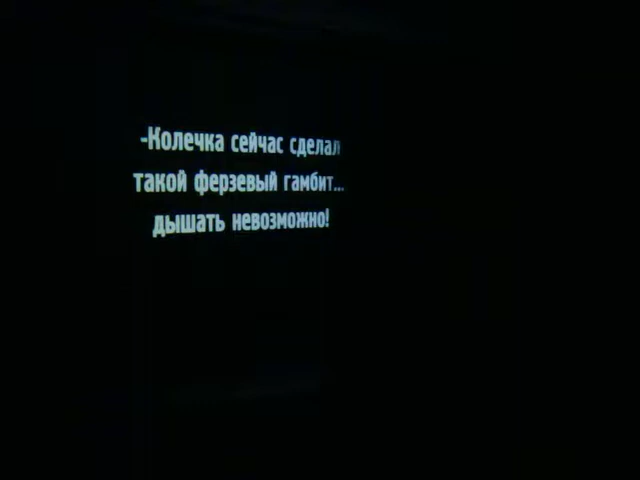 -Колечка сейчас сделал
такой ферзевый гамбит...
дышать невозможно!